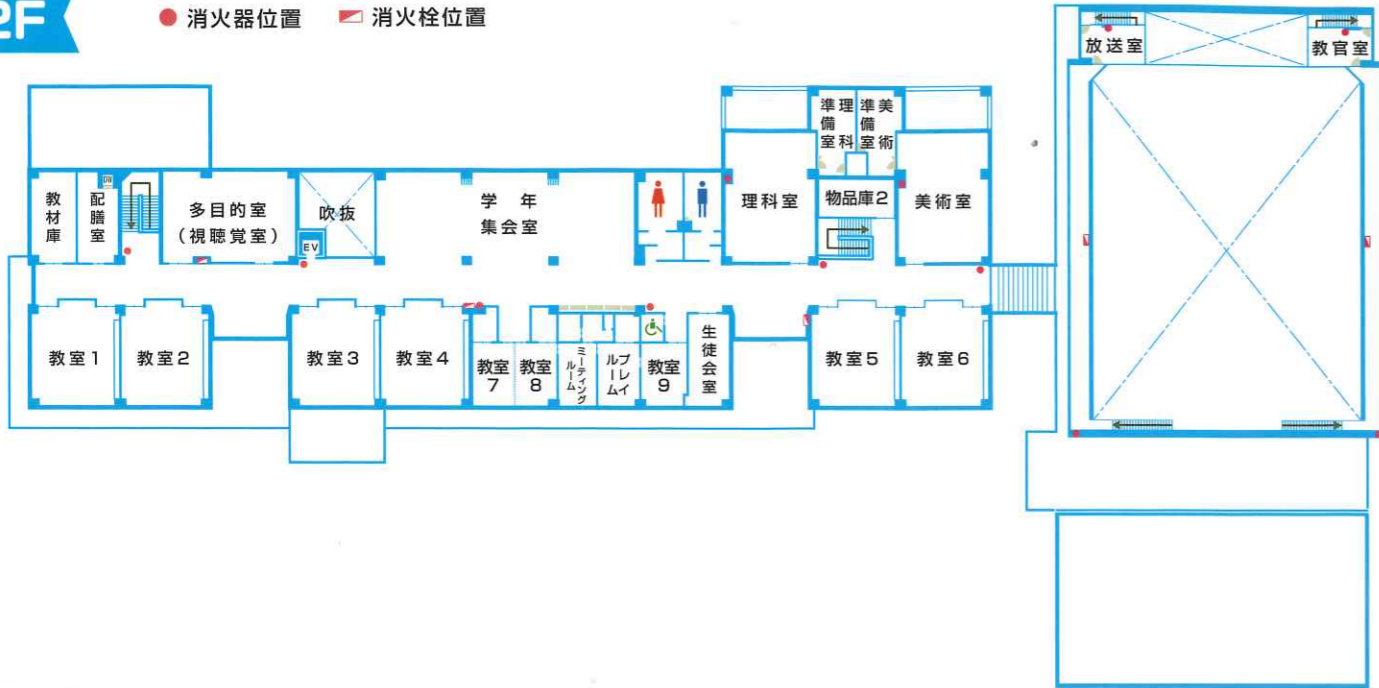 2F
消火器位置
消火栓位置
放送室
教官室
理科
準備室
美術
準備室
教材庫
配膳室
DW
多目的室
(視聴覚室)
吹抜
EV
学年
集会室
理科室
物品庫2
美術室
教室1
教室2
教室3
教室4
教室
7
教室
8
ミーティング
ルーム
プレイ
ルーム
教室
9
生徒会室
教室5
教室6